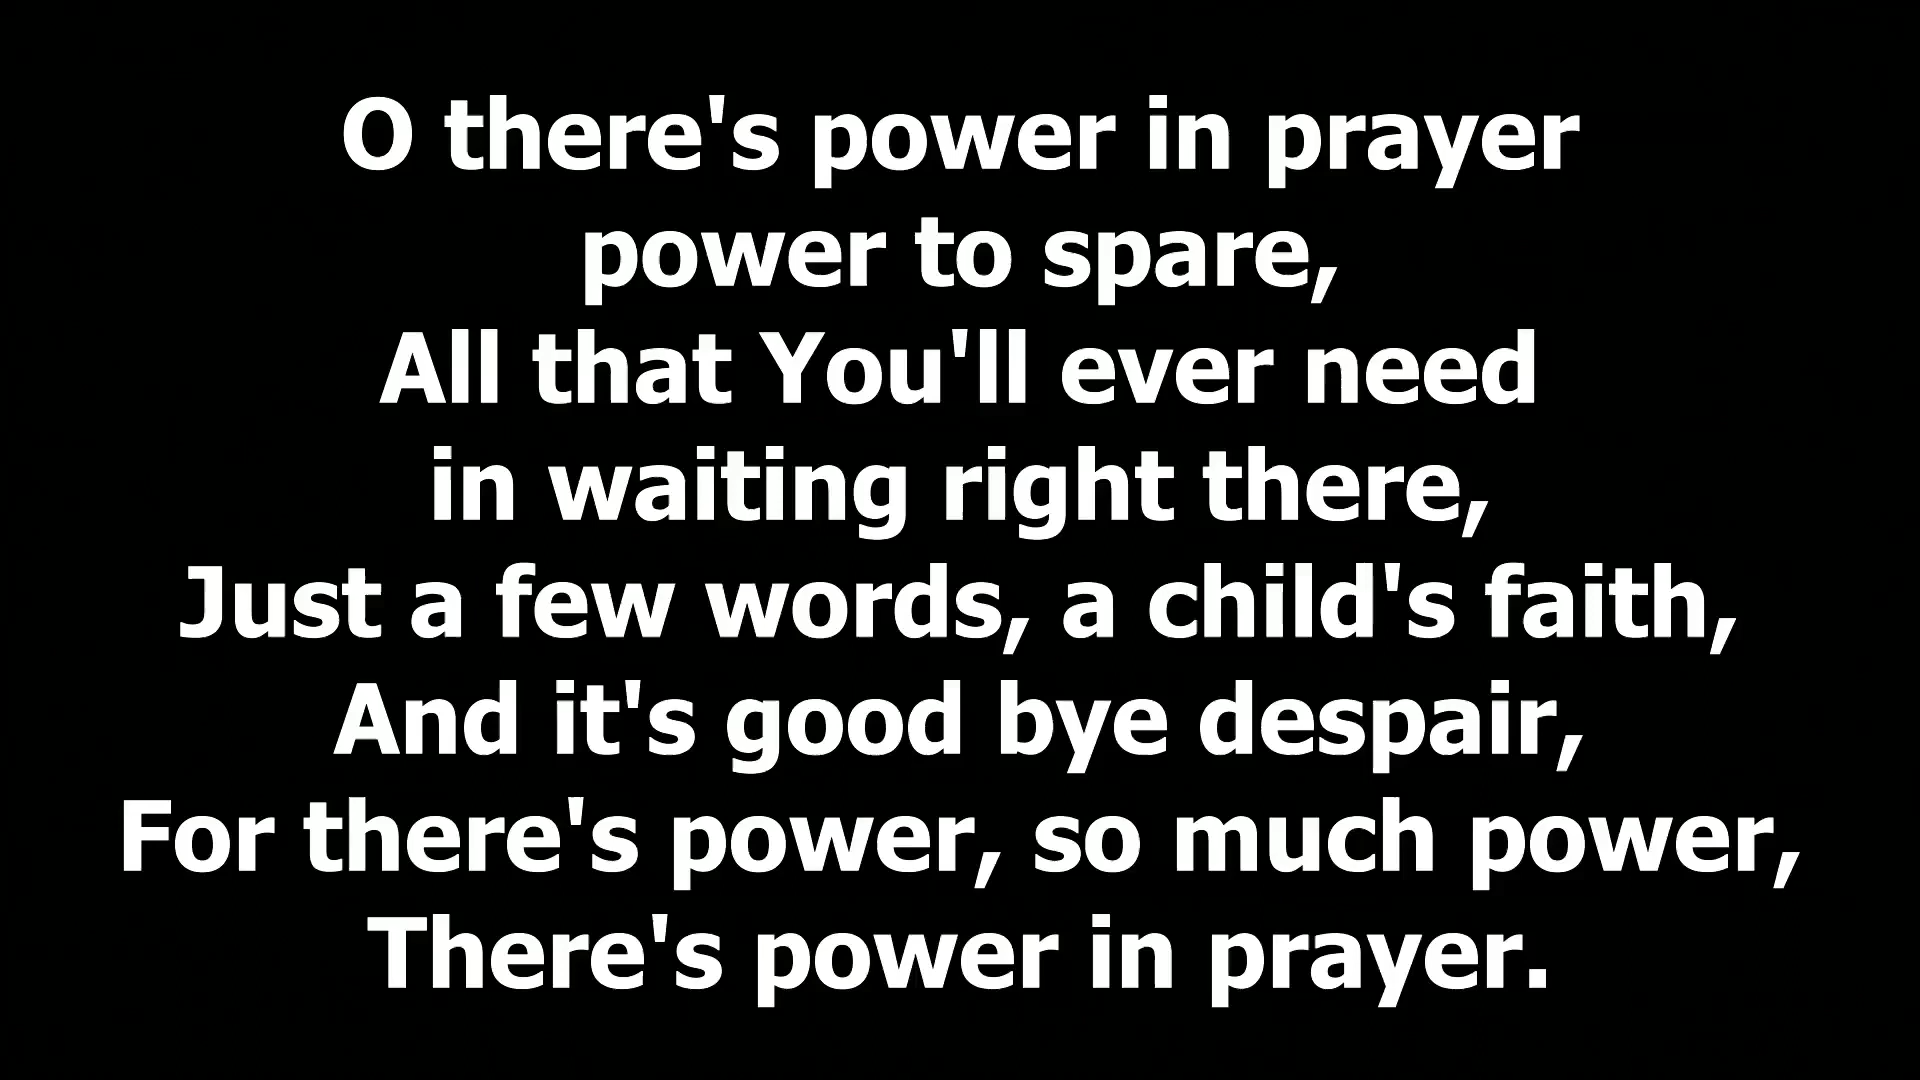 O there's power in prayer
power to spare,
All that You'll ever need
in waiting right there,
Just a few words, a child's faith,
And it's good bye despair,
For there's power, so much power,
There's power in prayer.